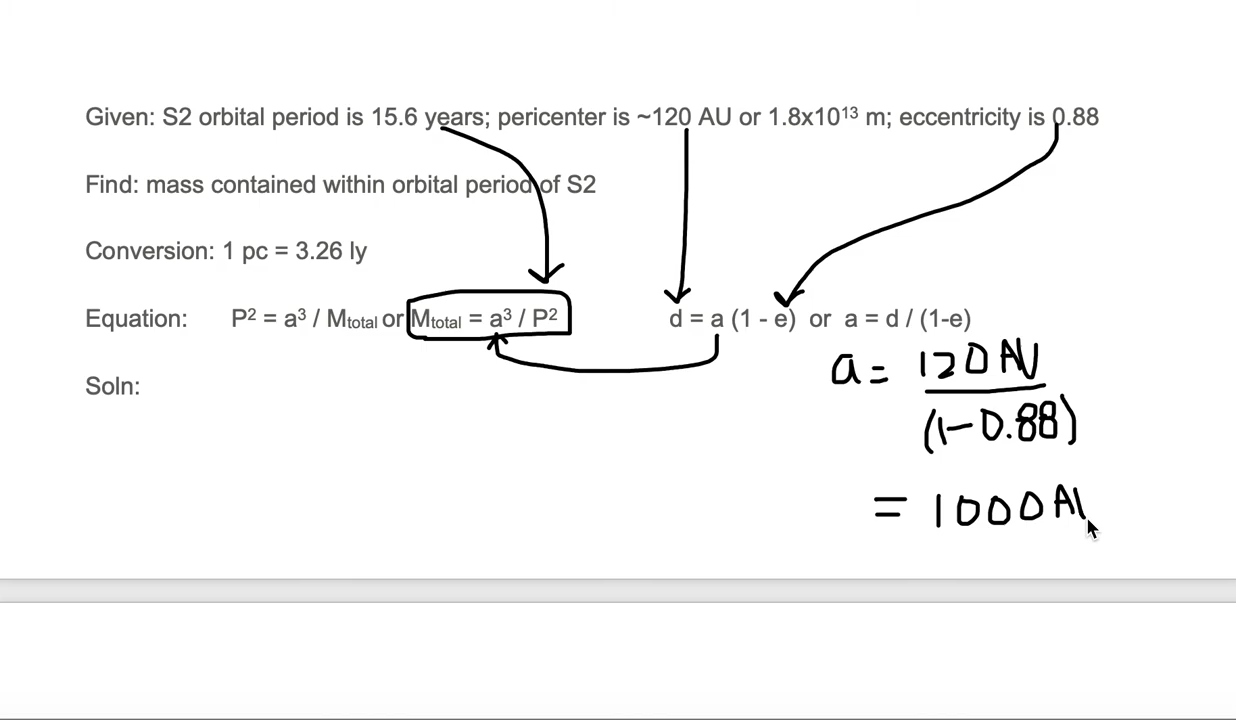 Given: S2 orbital period is 15.6 years; pericenter is ~120 AU or 1.8x10¹³ m; eccentricity is 0.88
Find: mass contained within orbital period of S2
Conversion: 1 pc = 3.26 ly
Equation: P² = a³ / Mtotal or Mtotal = a³ / P² d = a (1 - e) or a = d / (1-e)
a = 120 AU
Soln:
(1-0.88)
= 1000 AU